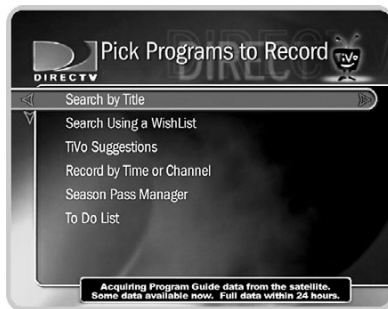 Pick Programs to Record
DIRECTV
TiVo
Search by Title
Search Using a WishList
TiVo Suggestions
Record by Time or Channel
Season Pass Manager
To Do List
Acquiring Program Guide data from the satellite.
Some data available now. Full data within 24 hours.